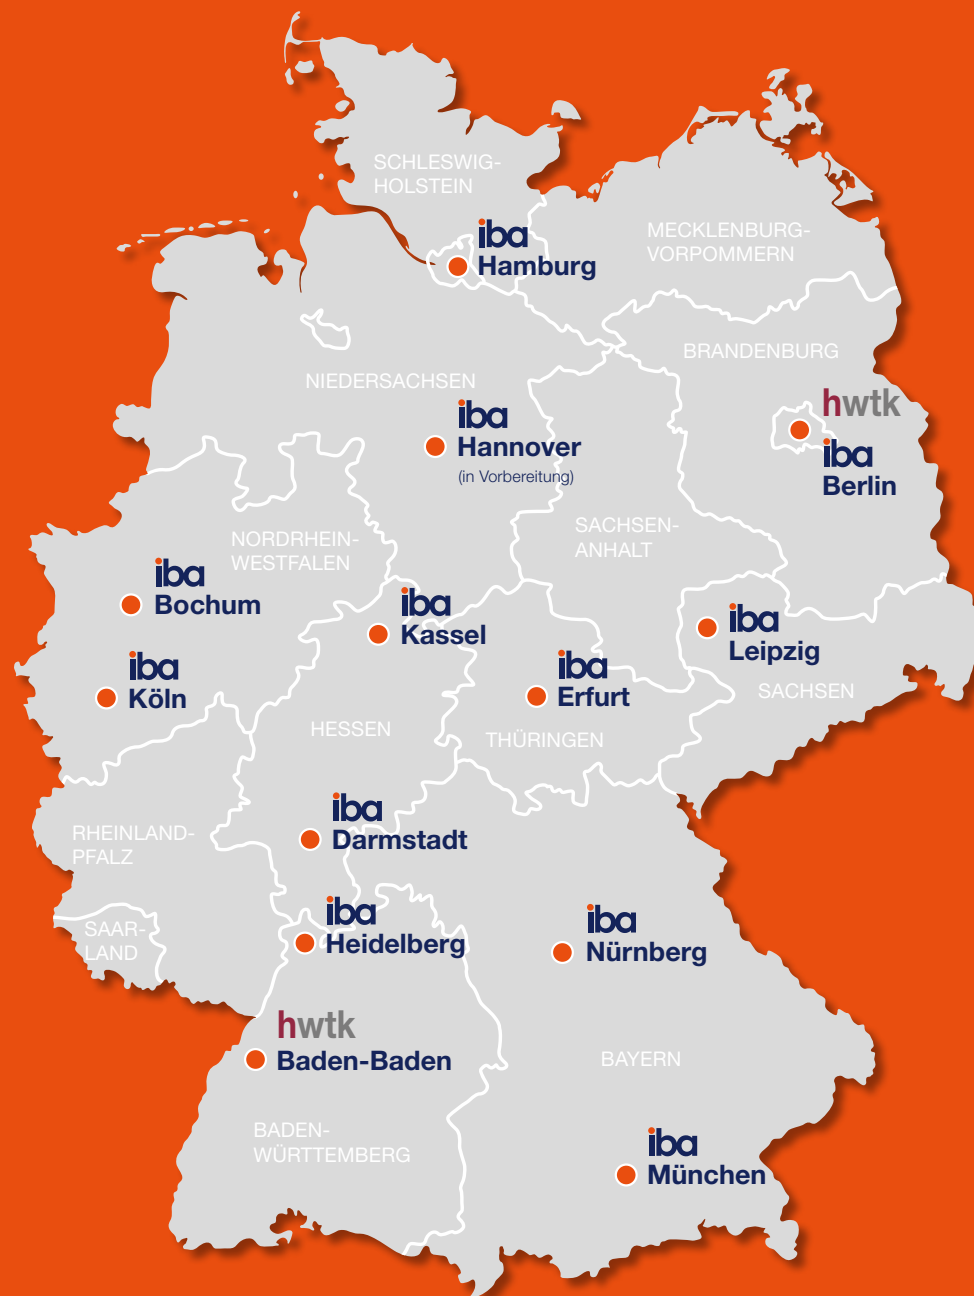 SCHLESWIG-
HOLSTEIN
iba
Hamburg
MECKLENBURG-
VORPOMMERN
BRANDENBURG
NIEDERSACHSEN
hwtk
iba
Berlin
iba
Hannover
(in Vorbereitung)
SACHSEN-
ANHALT
NORDRHEIN-
WESTFALEN
iba
Bochum
iba
Kassel
iba
Leipzig
iba
Köln
iba
Erfurt
SACHSEN
HESSEN
THÜRINGEN
iba
Darmstadt
RHEINLAND-
PFALZ
iba
Heidelberg
iba
Nürnberg
SAAR-
LAND
hwtk
Baden-Baden
BAYERN
BADEN-
WÜRTTEMBERG
iba
München